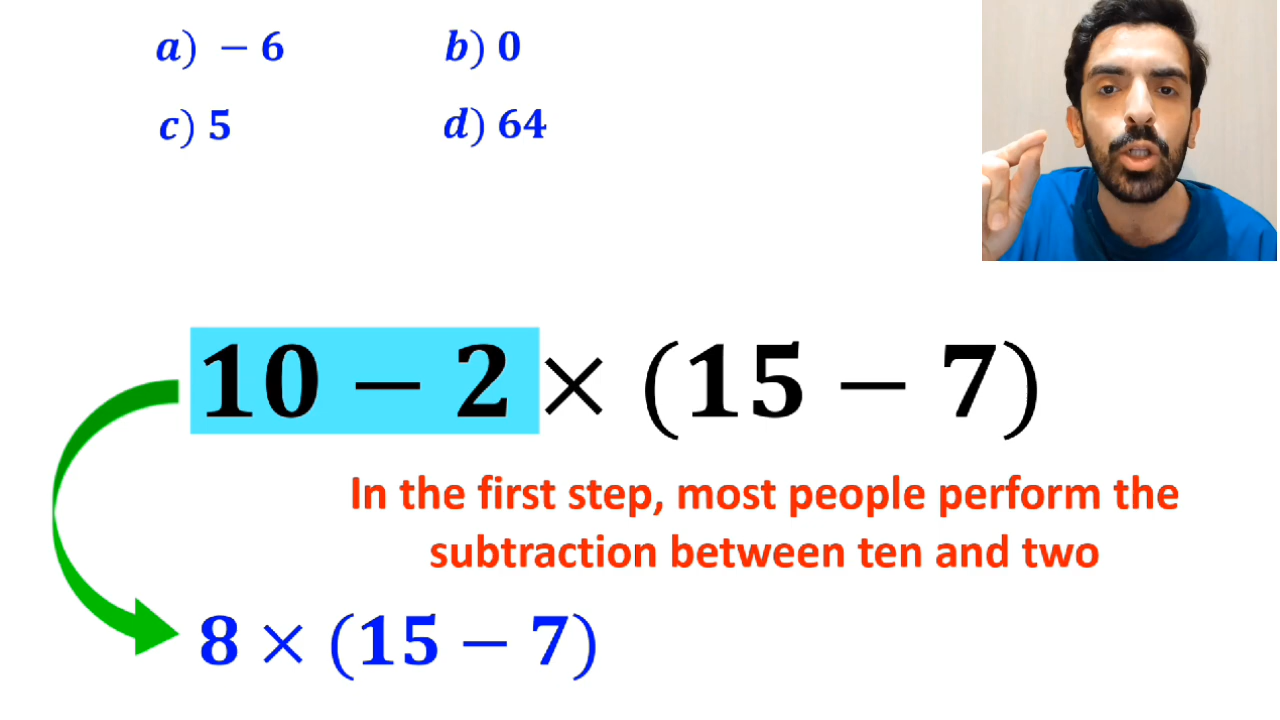 a) − 6 b) 0
c) 5 d) 64
10 − 2 × (15 − 7)
In the first step, most people perform the
subtraction between ten and two
8 × (15 − 7)